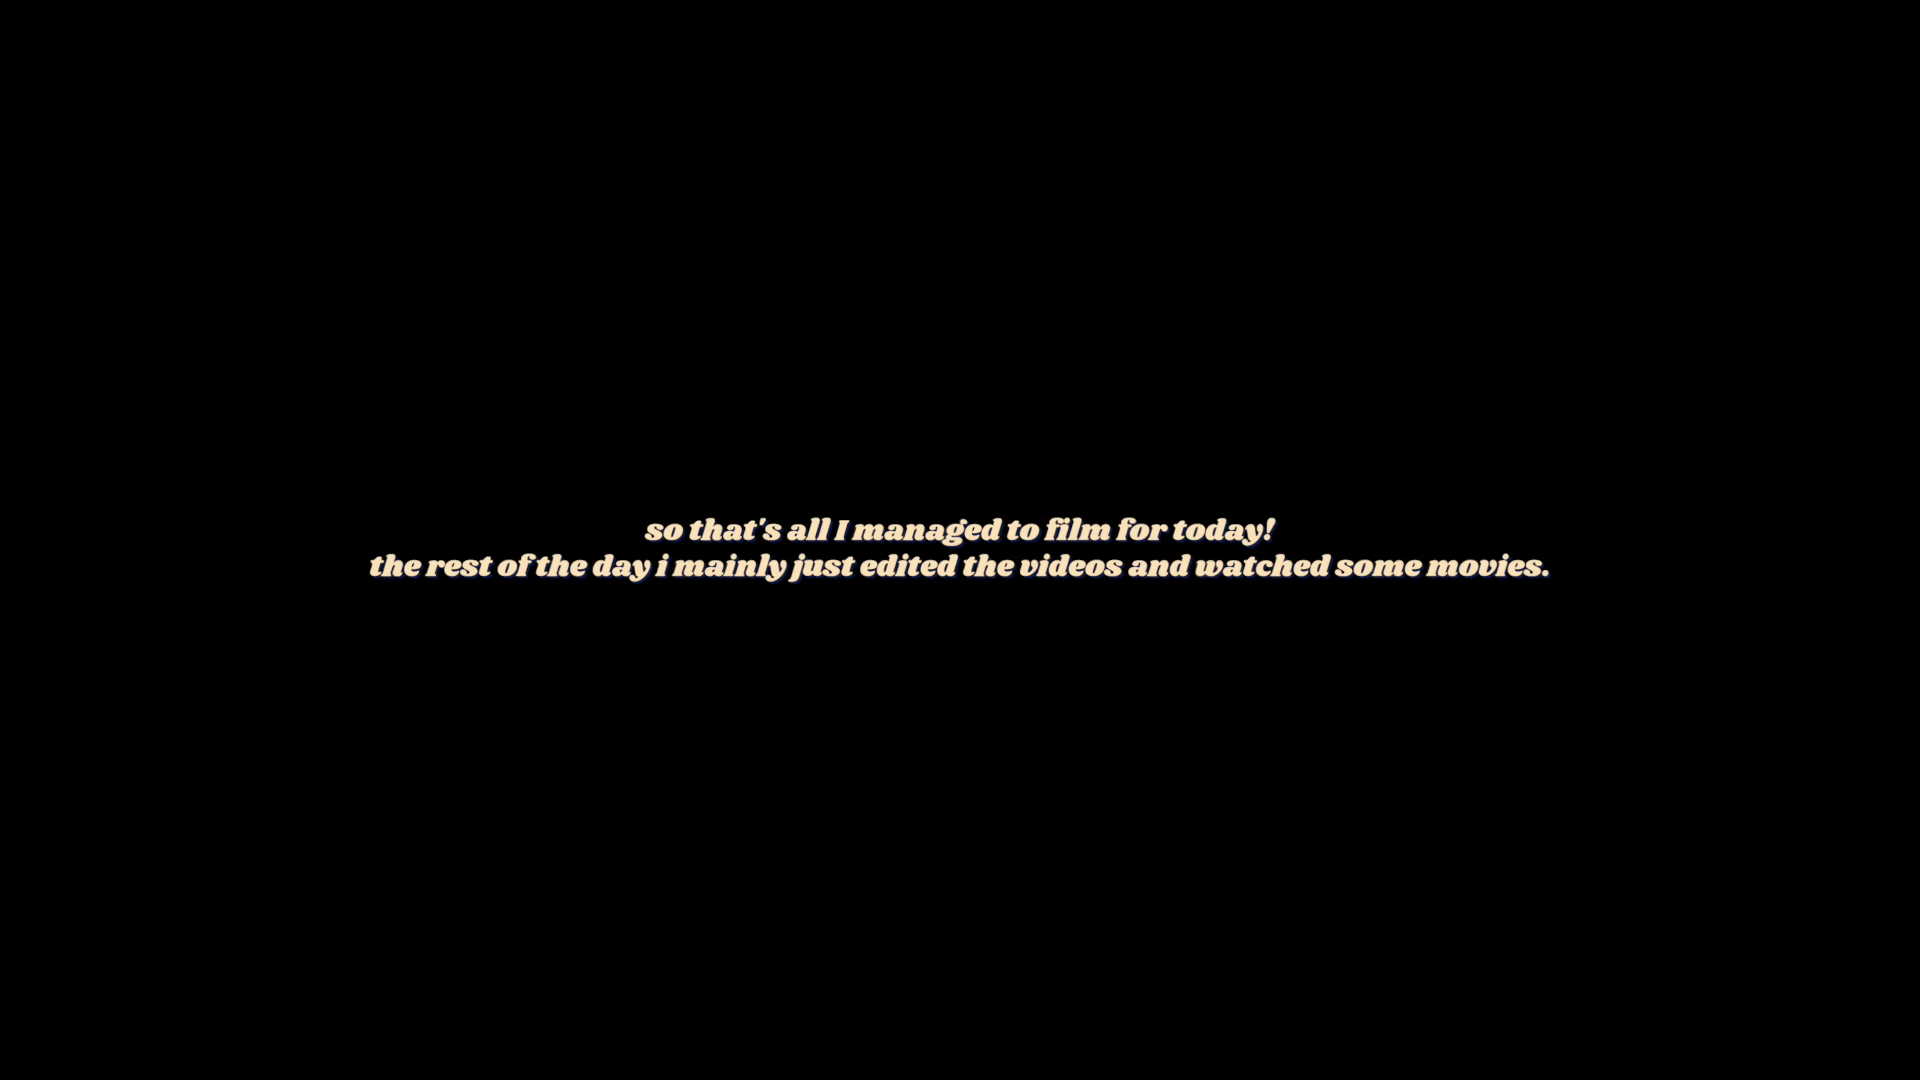 so that's all I managed to film for today!
the rest of the day i mainly just edited the videos and watched some movies.